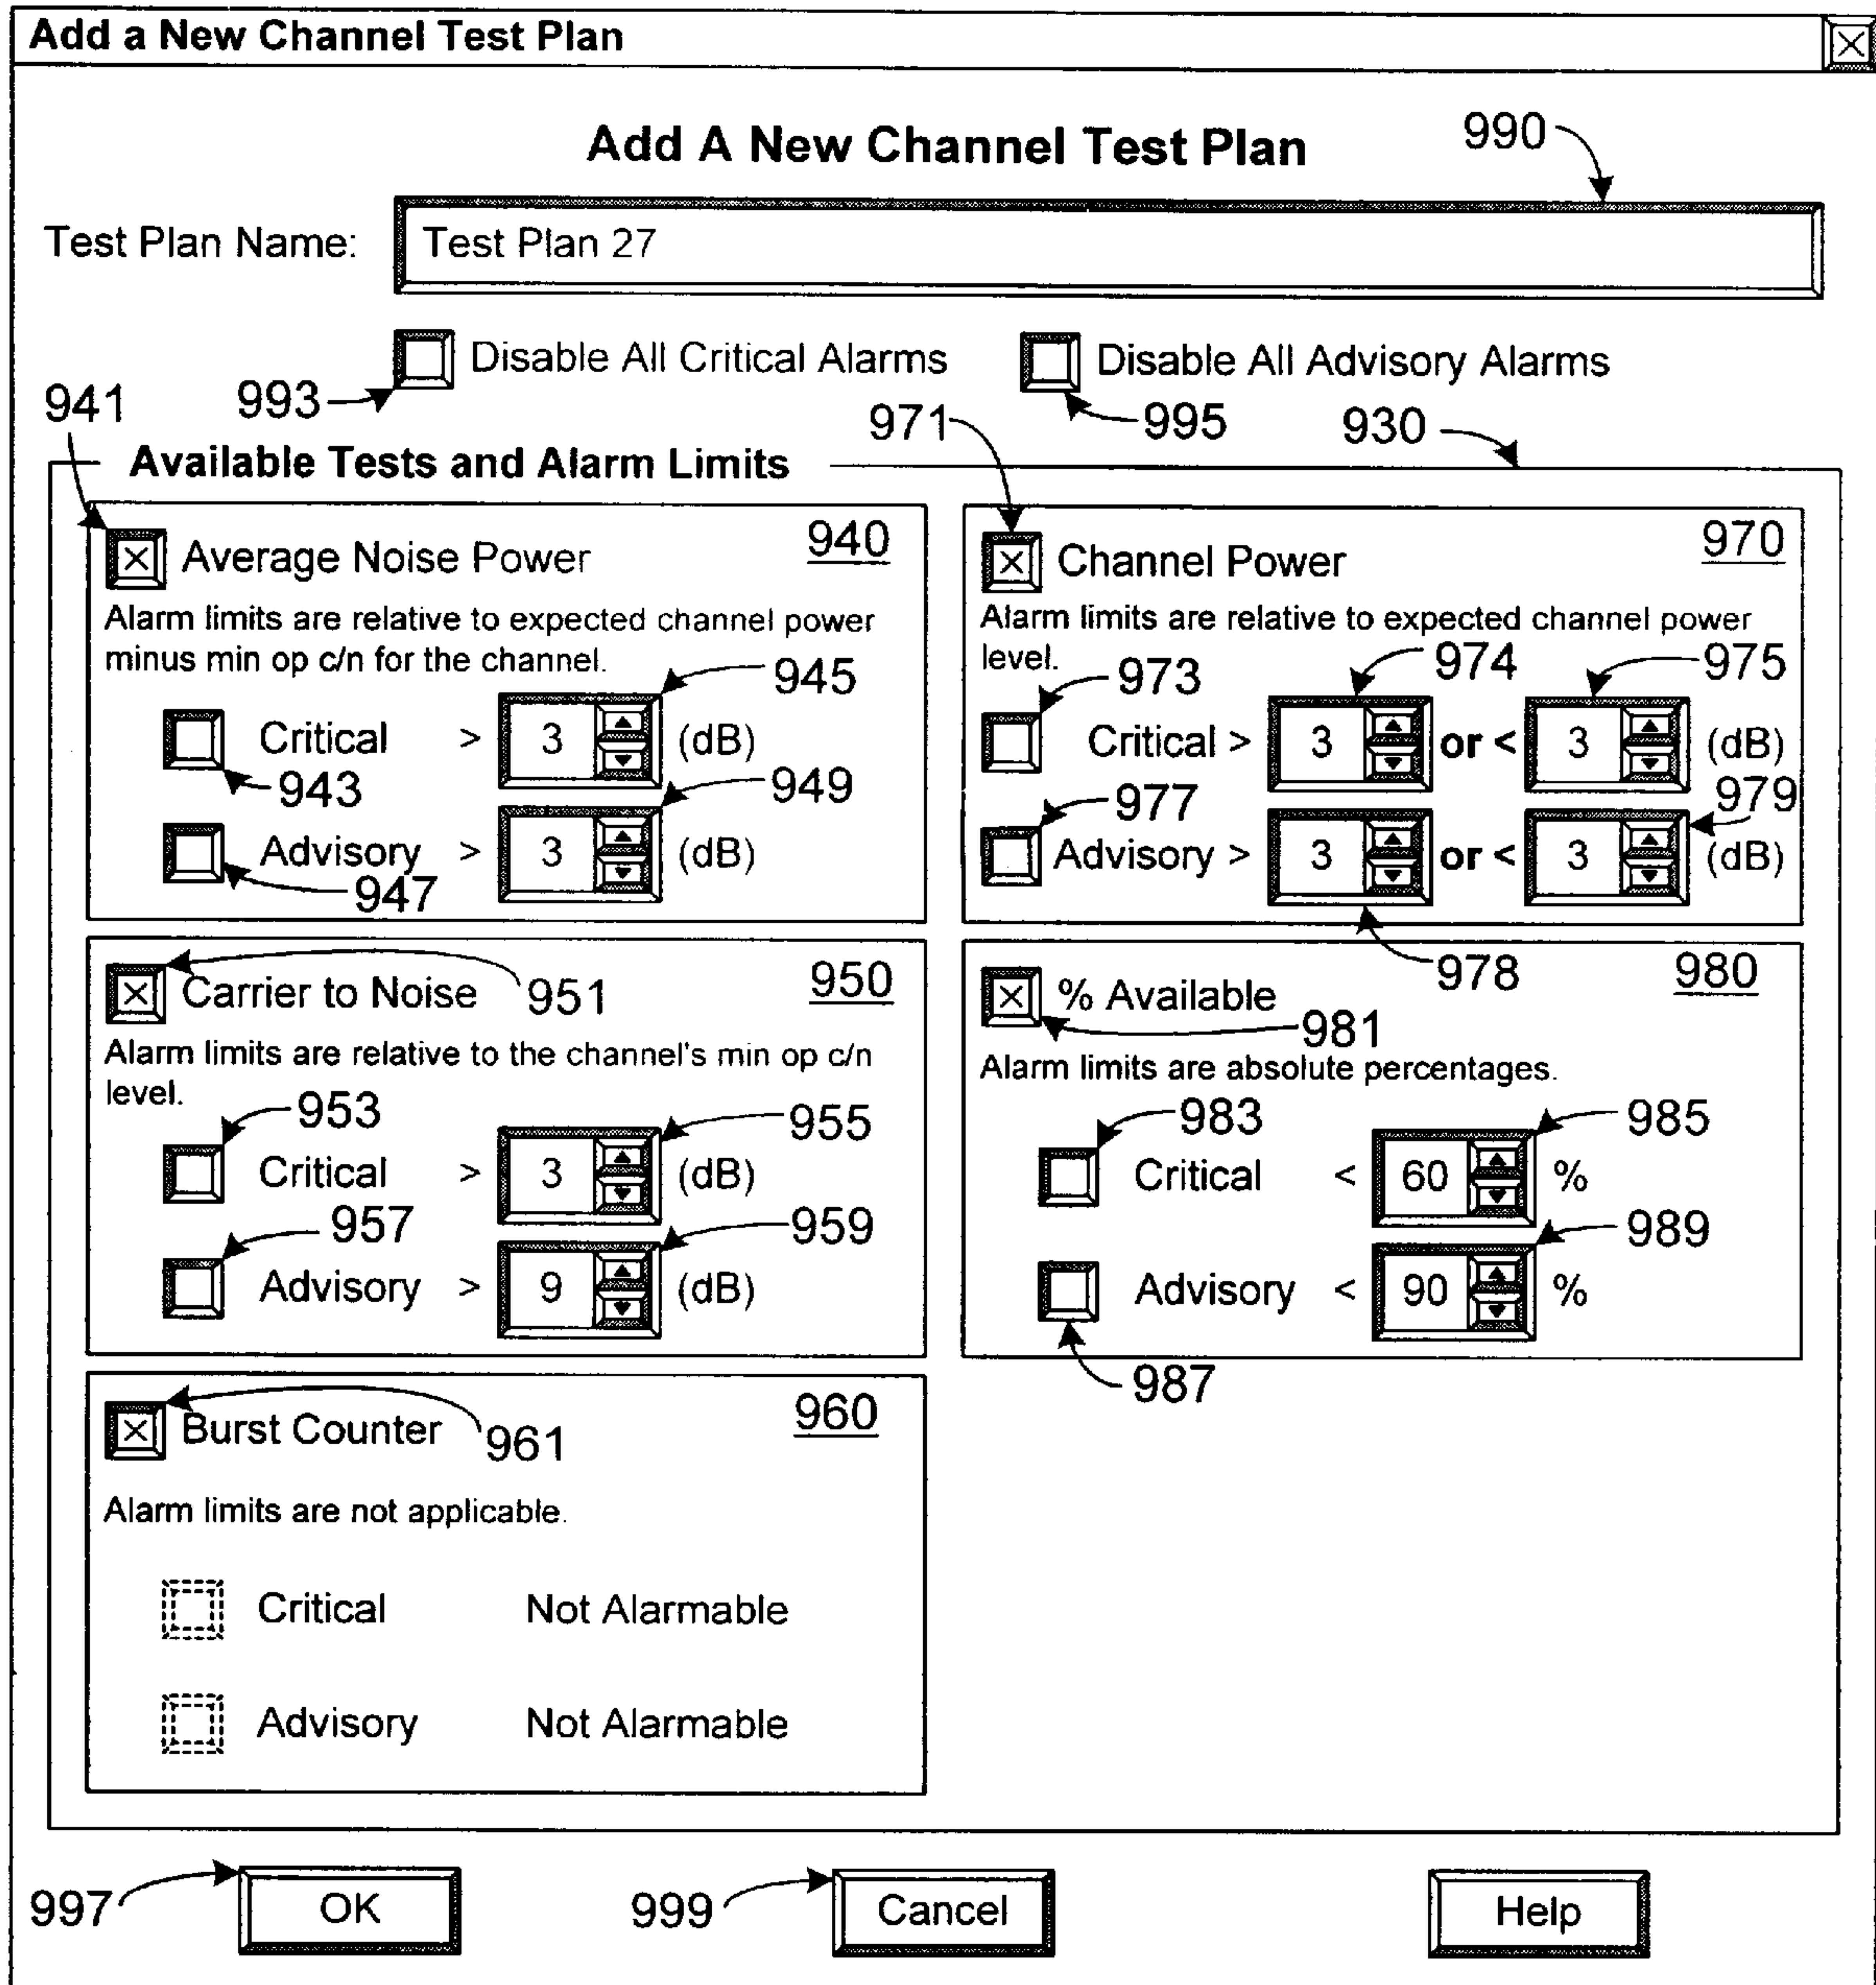 Add a New Channel Test Plan
Add A New Channel Test Plan
990
Test Plan Name:
Test Plan 27
Disable All Critical Alarms
Disable All Advisory Alarms
941
993
971
995
930
Available Tests and Alarm Limits
Average Noise Power
940
Alarm limits are relative to expected channel power
minus min op c/n for the channel.
945
Critical > 3 (dB)
943
949
Advisory > 3 (dB)
947
Channel Power
970
Alarm limits are relative to expected channel power
level.
973
974
975
Critical > 3 or < 3 (dB)
977
979
Advisory > 3 or < 3 (dB)
978
Carrier to Noise
951
950
Alarm limits are relative to the channel's min op c/n
level.
953
955
Critical > 3 (dB)
957
959
Advisory > 9 (dB)
% Available
980
981
Alarm limits are absolute percentages.
983
985
Critical < 60 %
989
Advisory < 90 %
987
Burst Counter
961
960
Alarm limits are not applicable.
Critical Not Alarmable
Advisory Not Alarmable
997
OK
999
Cancel
Help